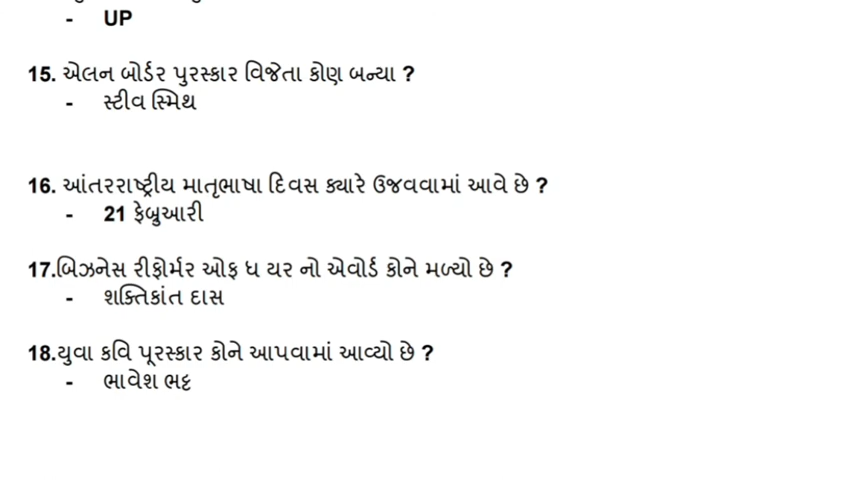 - UP
15. એલન બોર્ડર પુરસ્કાર વિજેતા કોણ બન્યા ?
- સ્ટીવ સ્મિથ
16. આંતરરાષ્ટ્રીય માતૃભાષા દિવસ ક્યારે ઉજવવામાં આવે છે ?
- 21 ફેબ્રુઆરી
17.બિઝનેસ રીફોર્મર ઓફ ધ યર નો એવોર્ડ કોને મળ્યો છે ?
- શક્તિકાંત દાસ
18.યુવા કવિ પૂરસ્કાર કોને આપવામાં આવ્યો છે ?
- ભાવેશ ભટ્ટ